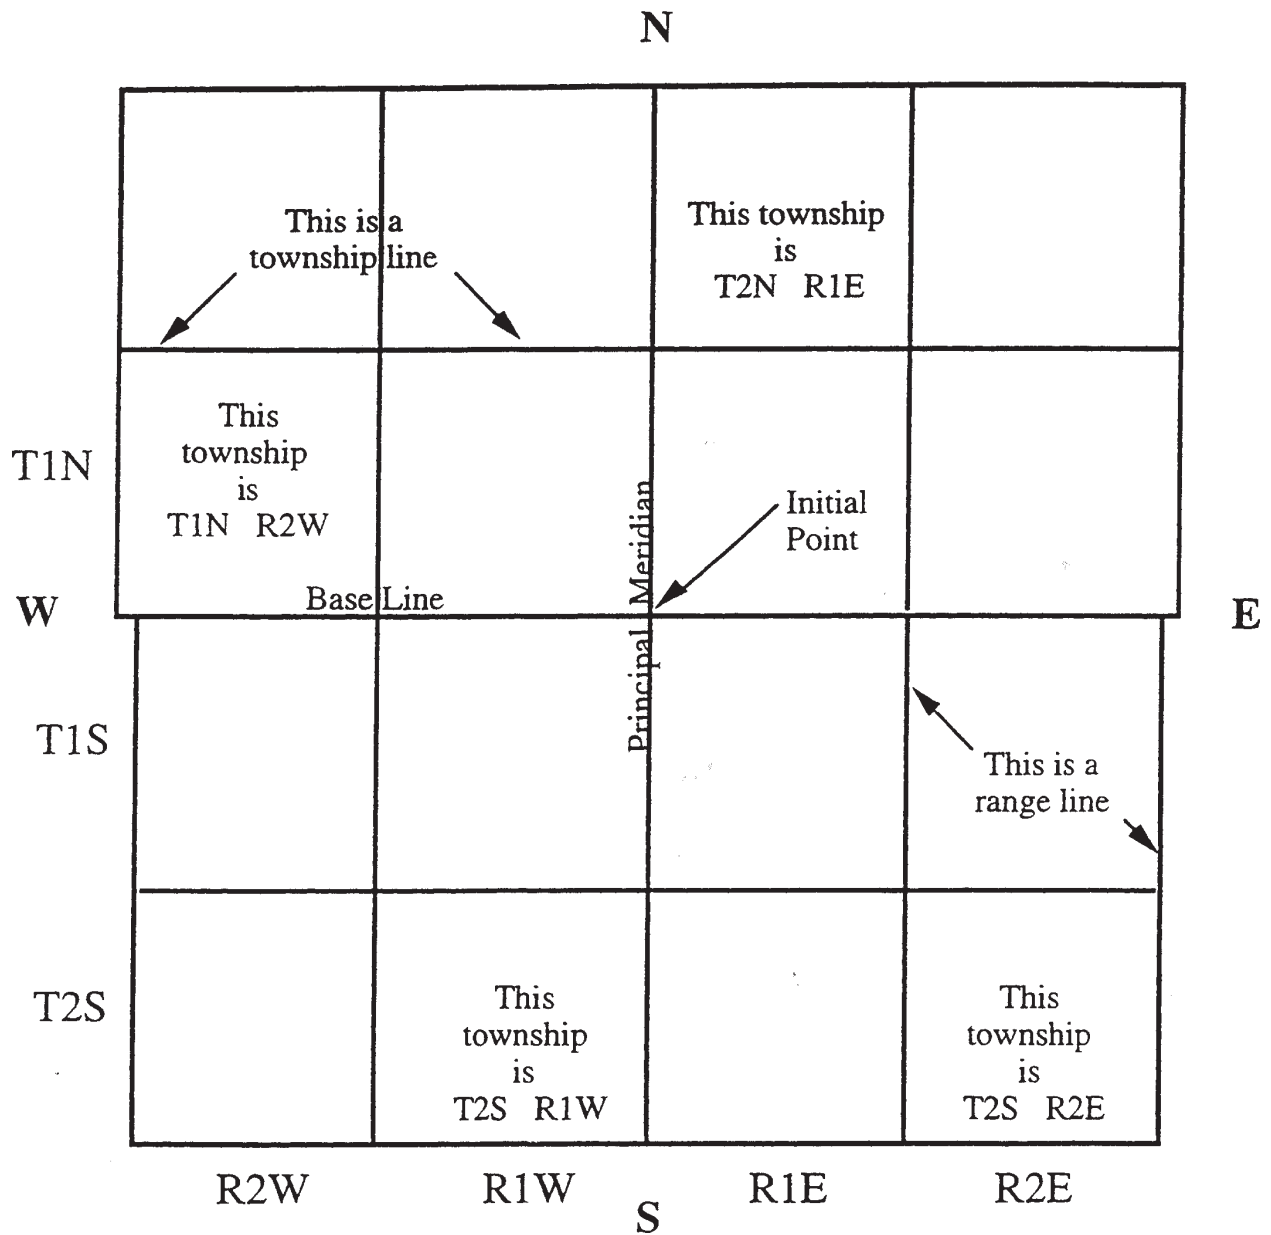 N
This is a
township line
This township
is
T2N R1E
T1N
This
township
is
T1N R2W
Initial
Point
Base Line
Principal Meridian
W
E
T1S
This is a
range line
T2S
This
township
is
T2S R1W
This
township
is
T2S R2E
R2W
R1W
R1E
R2E
S